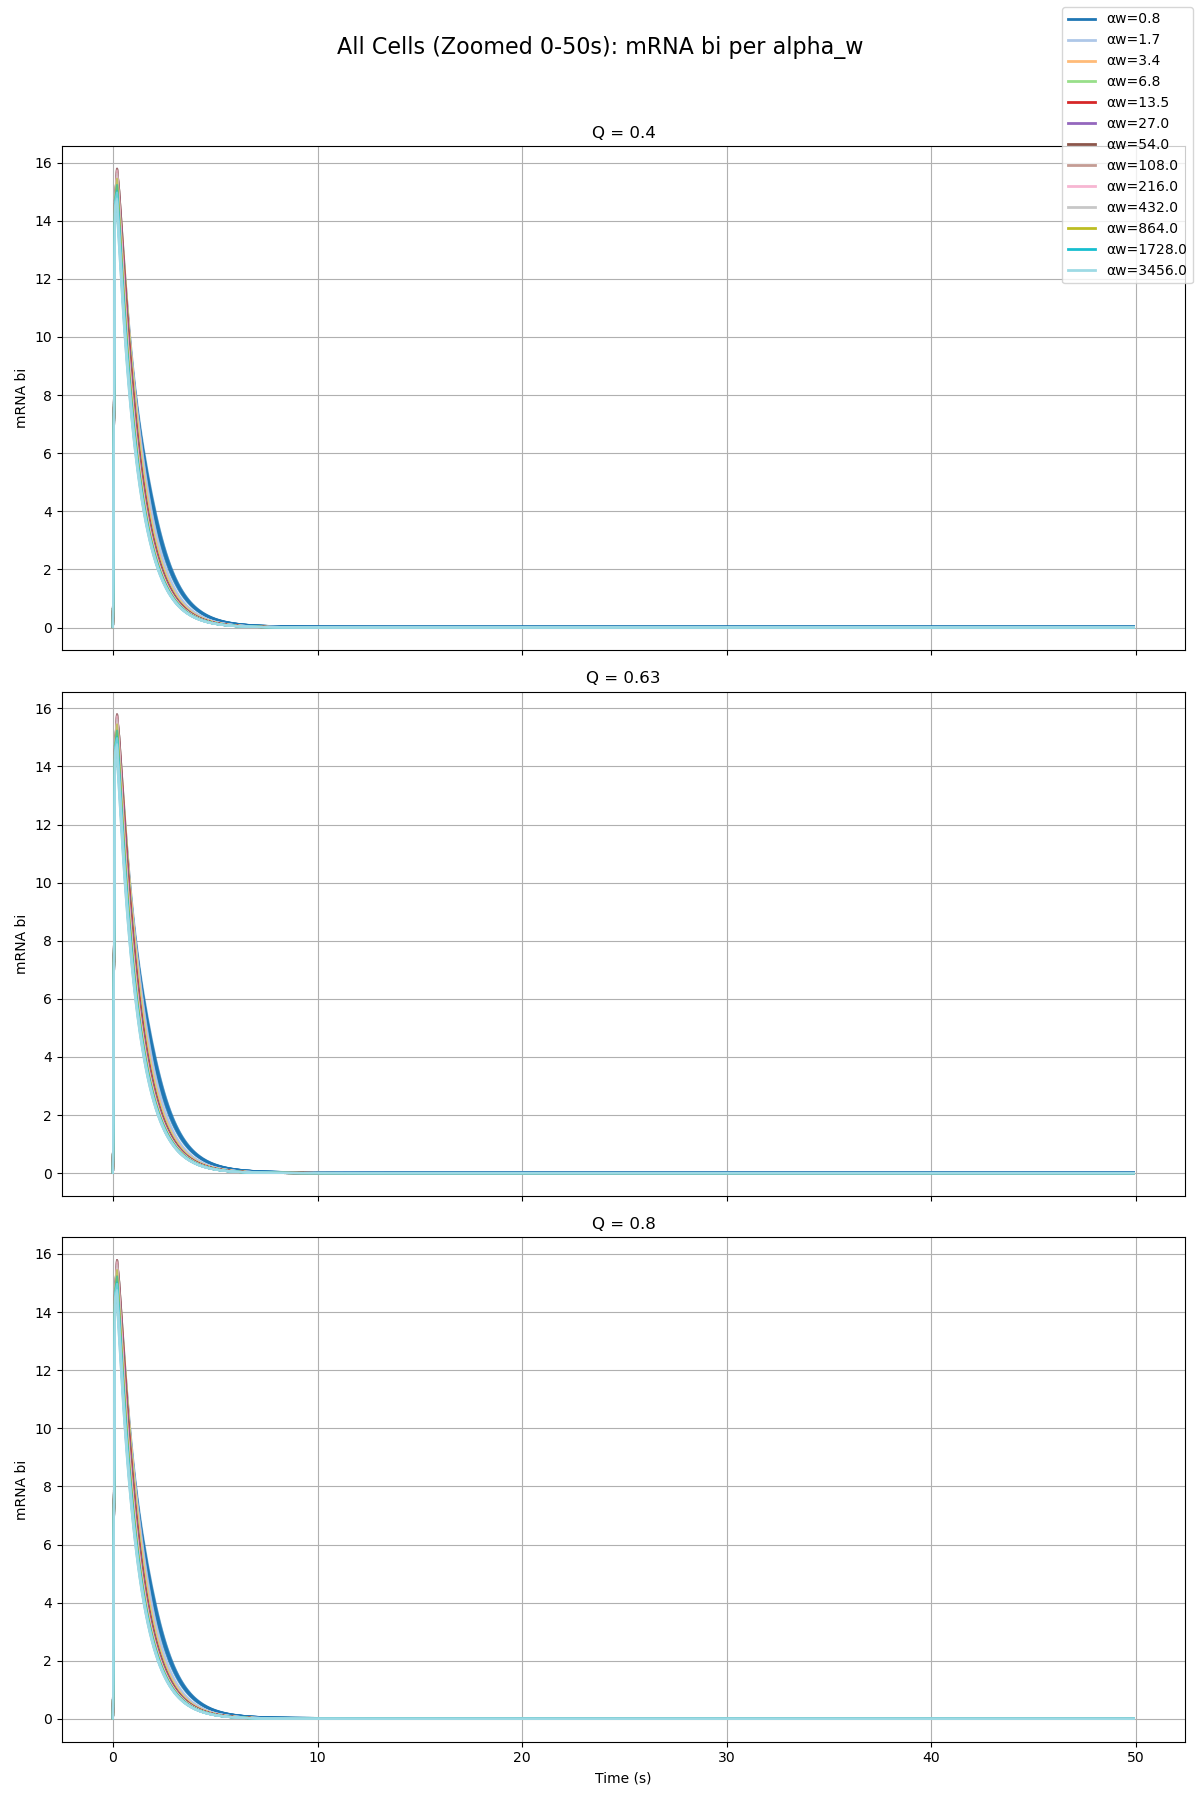 All Cells (Zoomed 0-50s): mRNA bi per alpha_w
αw=0.8
αw=1.7
αw=3.4
αw=6.8
αw=13.5
αw=27.0
αw=54.0
αw=108.0
αw=216.0
αw=432.0
αw=864.0
αw=1728.0
αw=3456.0
Q = 0.4
16
14
12
10
8
6
4
2
0
mRNA bi
Q = 0.63
16
14
12
10
8
6
4
2
0
mRNA bi
Q = 0.8
16
14
12
10
8
6
4
2
0
mRNA bi
0 10 20 30 40 50
Time (s)